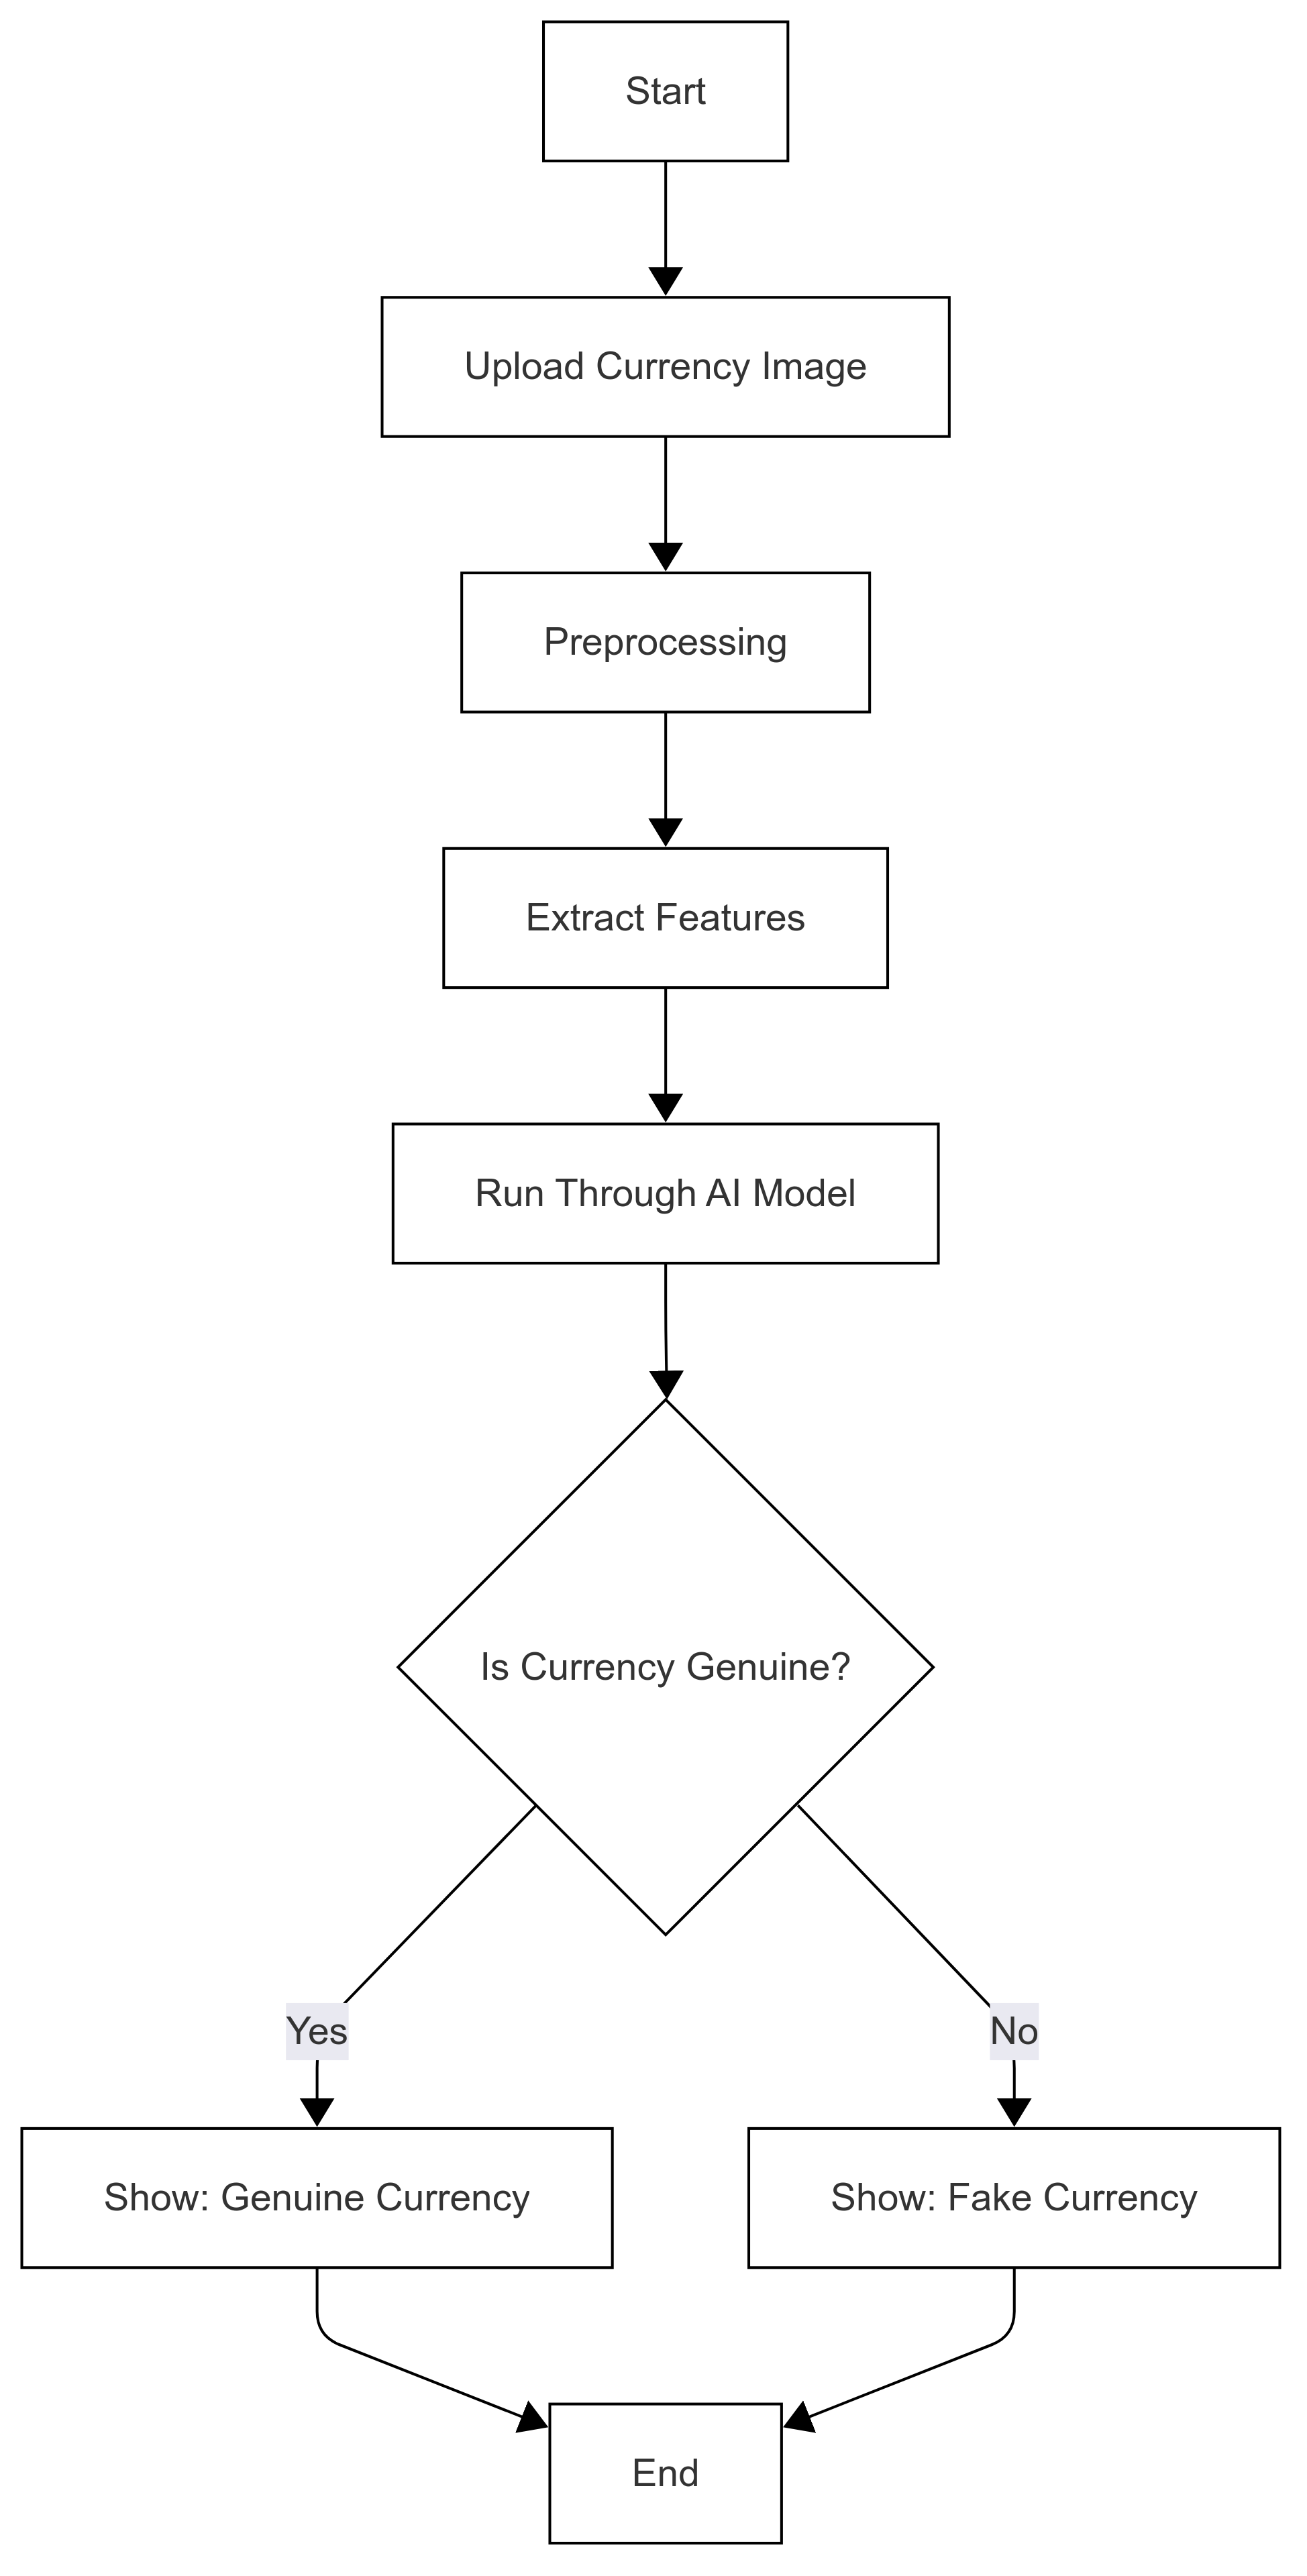 Start
Upload Currency Image
Preprocessing
Extract Features
Run Through AI Model
Is Currency Genuine?
Yes
No
Show: Genuine Currency
Show: Fake Currency
End